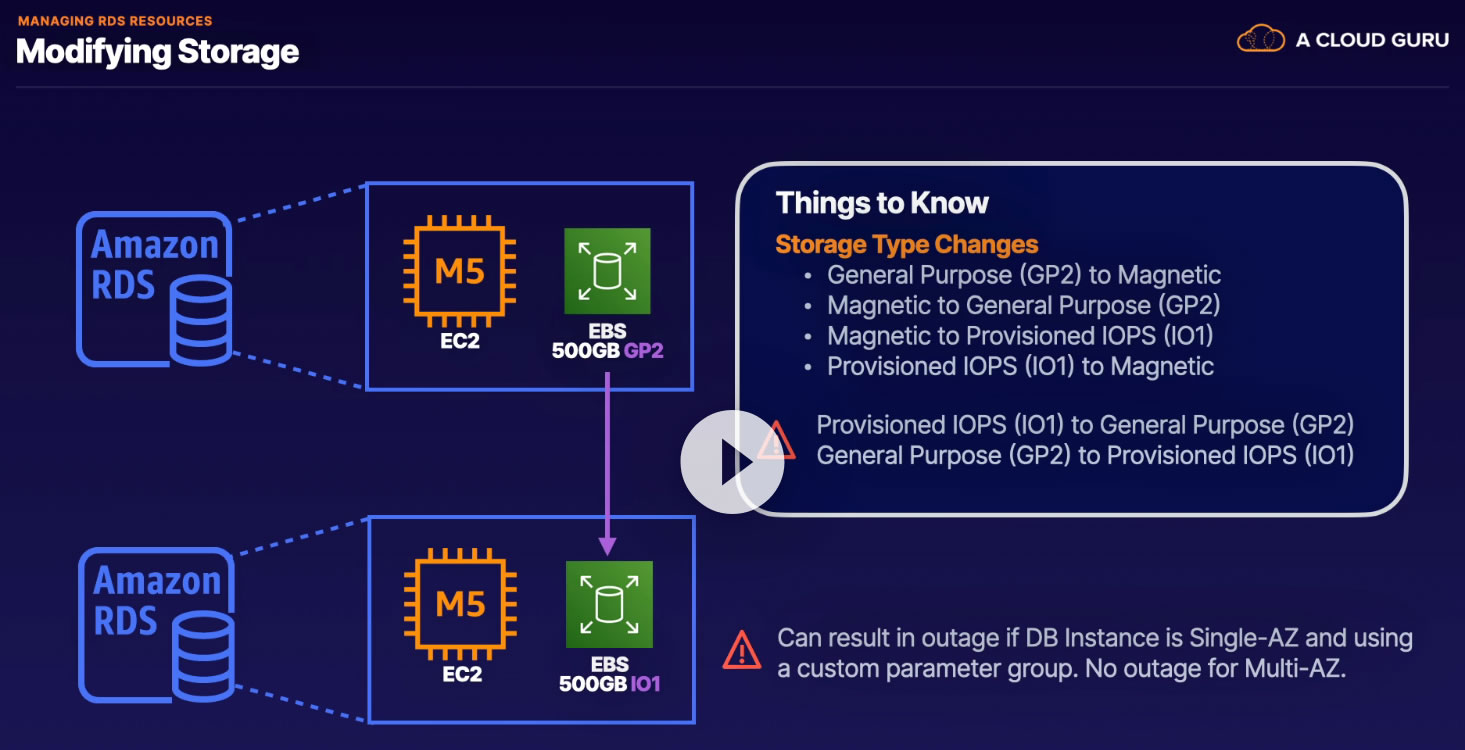 MANAGING RDS RESOURCES
Modifying Storage
A CLOUD GURU
Amazon
RDS
M5
EC2
EBS
500GB GP2
Things to Know
Storage Type Changes
• General Purpose (GP2) to Magnetic
• Magnetic to General Purpose (GP2)
• Magnetic to Provisioned IOPS (IO1)
• Provisioned IOPS (IO1) to Magnetic
Provisioned IOPS (IO1) to General Purpose (GP2)
General Purpose (GP2) to Provisioned IOPS (IO1)
Amazon
RDS
M5
EC2
EBS
500GB IO1
Can result in outage if DB Instance is Single-AZ and using
a custom parameter group. No outage for Multi-AZ.